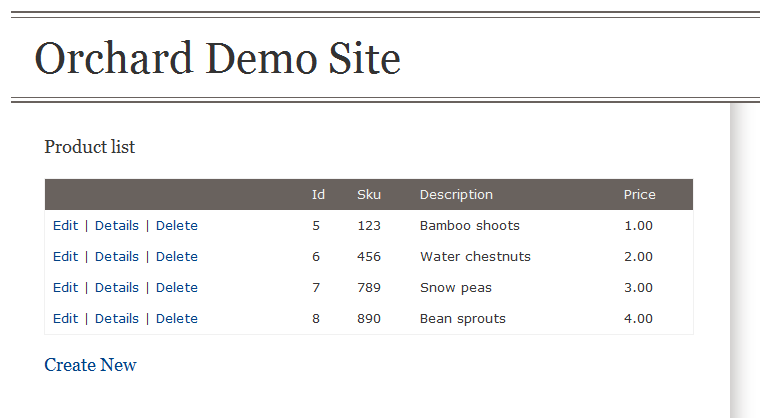 Orchard Demo Site
Product list
Id Sku Description Price
Edit | Details | Delete 5 123 Bamboo shoots 1.00
Edit | Details | Delete 6 456 Water chestnuts 2.00
Edit | Details | Delete 7 789 Snow peas 3.00
Edit | Details | Delete 8 890 Bean sprouts 4.00
Create New